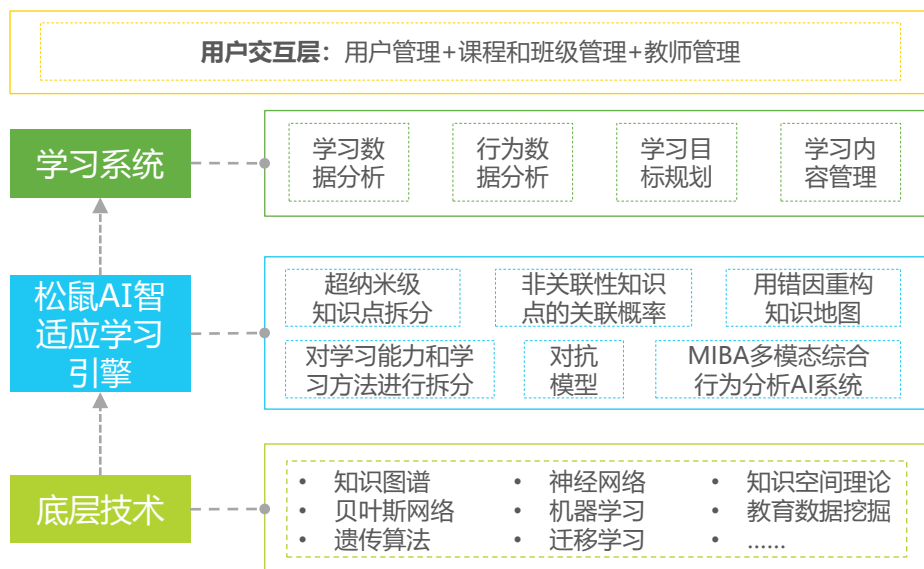 用户交互层：用户管理+课程和班级管理+教师管理
学习系统
学习数
据分析
行为数
据分析
学习目
标规划
学习内
容管理
松鼠AI智
适应学习
引擎
超纳米级
知识点拆分
非关联性知识
点的关联概率
用错因重构
知识地图
对学习能力和学
习方法进行拆分
对抗
模型
MIBA多模态综合
行为分析AI系统
底层技术
• 知识图谱
• 贝叶斯网络
• 遗传算法
• 神经网络
• 机器学习
• 迁移学习
• 知识空间理论
• 教育数据挖掘
• ......